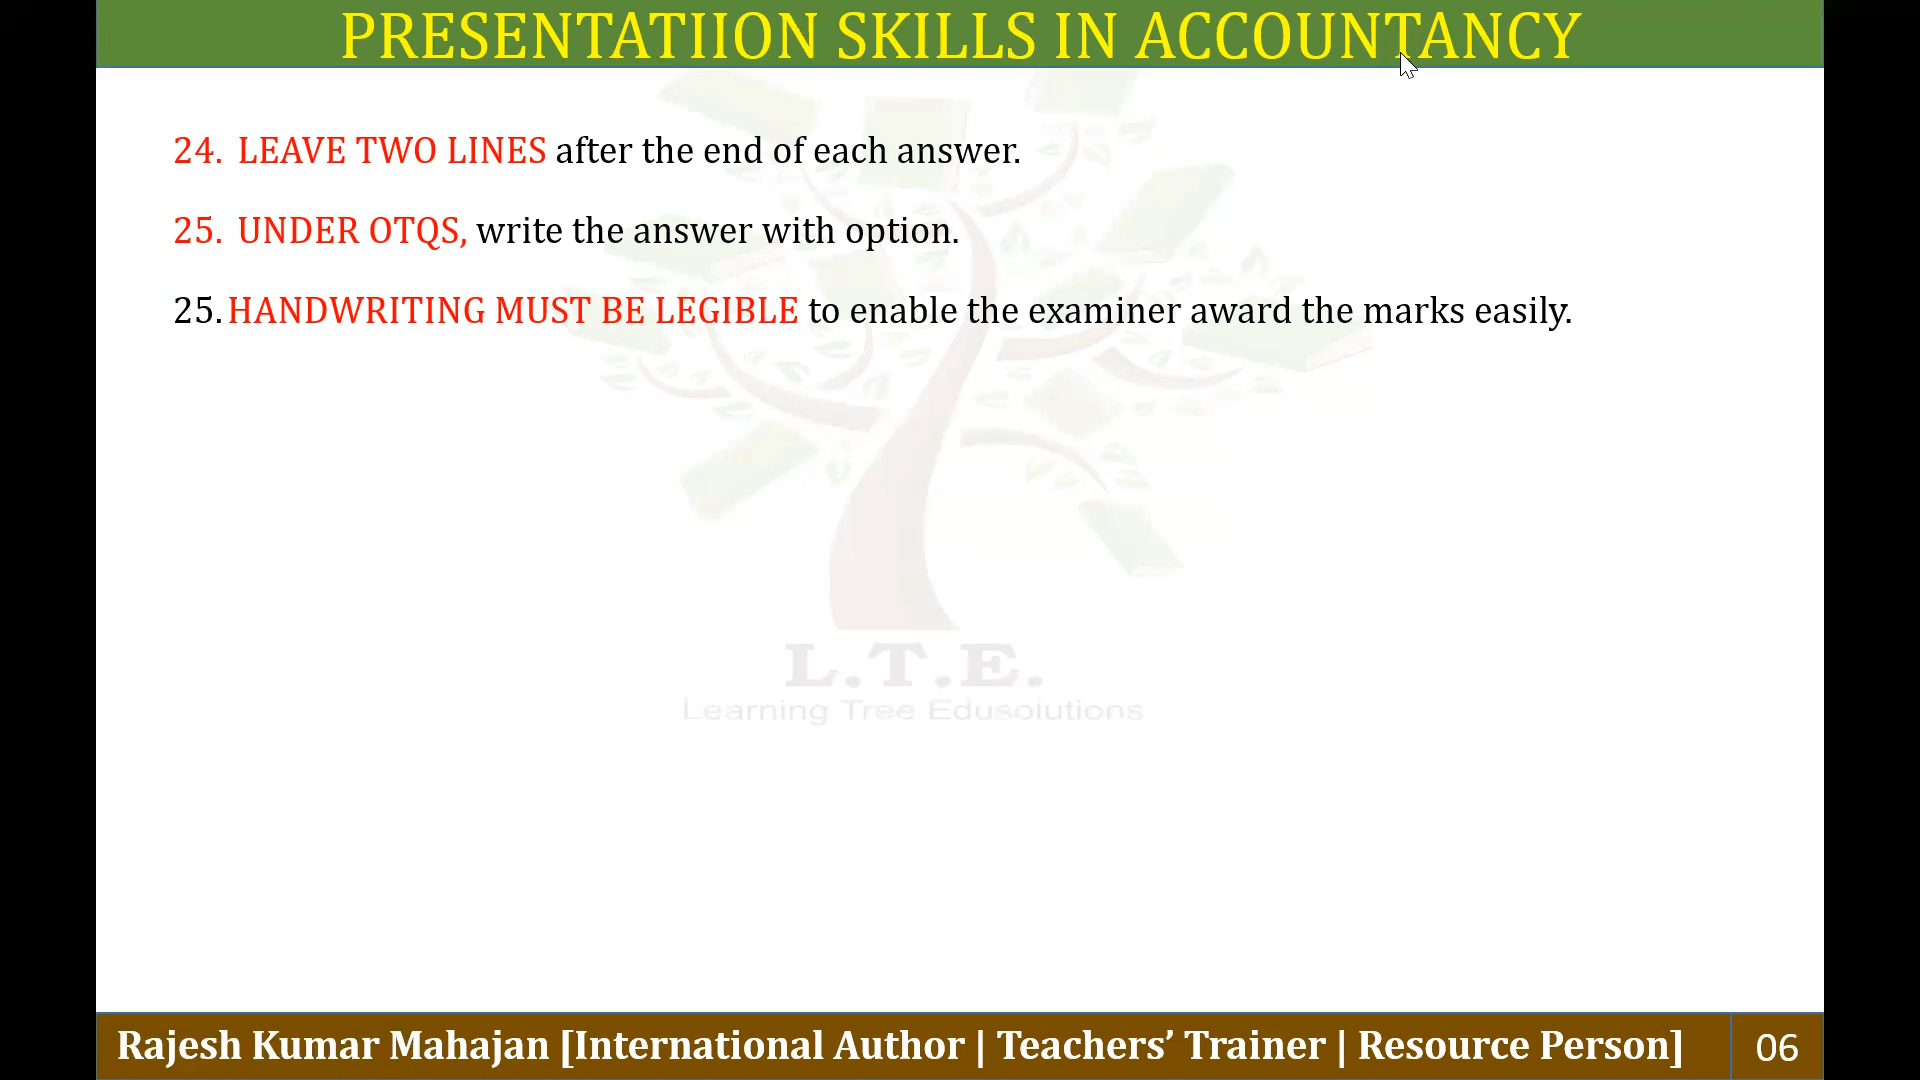 PRESENTATIION SKILLS IN ACCOUNTANCY
24. LEAVE TWO LINES after the end of each answer.
25. UNDER OTQS, write the answer with option.
25. HANDWRITING MUST BE LEGIBLE to enable the examiner award the marks easily.
L.T.E.
Learning Tree Edusolutions
Rajesh Kumar Mahajan [International Author | Teachers’ Trainer | Resource Person]
06